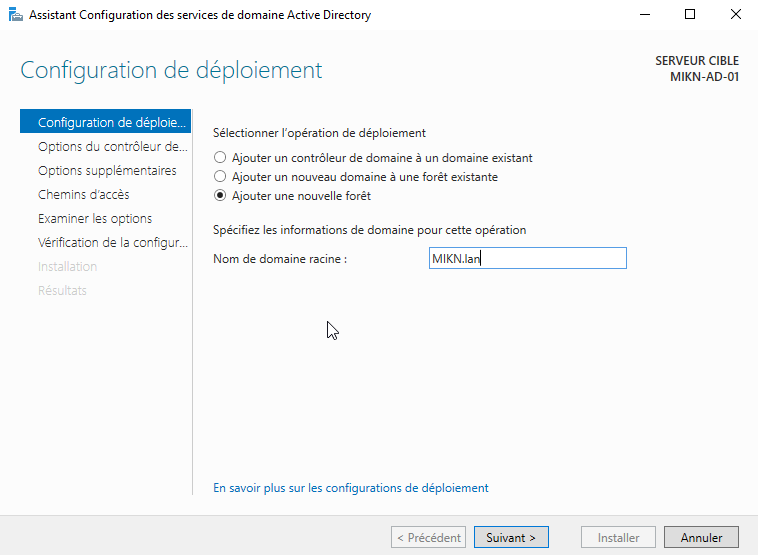 Assistant Configuration des services de domaine Active Directory
Configuration de déploiement
SERVEUR CIBLE
MIKN-AD-01
Configuration de déploie...
Options du contrôleur de...
Options supplémentaires
Chemins d'accès
Examiner les options
Vérification de la configur...
Installation
Résultats
Sélectionner l'opération de déploiement
Ajouter un contrôleur de domaine à un domaine existant
Ajouter un nouveau domaine à une forêt existante
Ajouter une nouvelle forêt
Spécifiez les informations de domaine pour cette opération
Nom de domaine racine : MIKN.lan
En savoir plus sur les configurations de déploiement
< Précédent Suivant > Installer Annuler